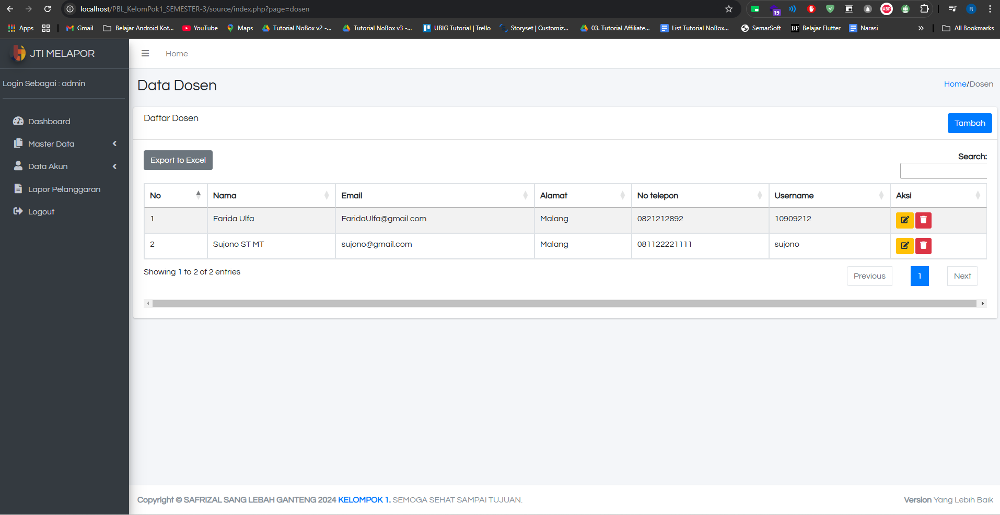 localhost/PBL_KelomPok1_SEMESTER-3/source/index.php?page=dosen
19
ABP
R
Apps
Gmail
Belajar Android Kot...
YouTube
Maps
Tutorial NoBox v2 -...
Tutorial NoBox v3 -...
UBIG Tutorial | Trello
Storyset | Customiz...
03. Tutorial Affiliate...
List Tutorial NoBox...
SemarSoft
BF
Belajar Flutter
Narasi
All Bookmarks
JTI MELAPOR
Home
Login Sebagai : admin
Data Dosen
Home/Dosen
Dashboard
Master Data
Data Akun
Lapor Pelanggaran
Logout
Daftar Dosen
Tambah
Export to Excel
Search:
No Nama Email Alamat No telepon Username Aksi
1 Farida Ulfa FaridaUlfa@gmail.com Malang 0821212892 10909212
2 Sujono ST MT sujono@gmail.com Malang 081122221111 sujono
Showing 1 to 2 of 2 entries
Previous 1 Next
Copyright © SAFRIZAL SANG LEBAH GANTENG 2024 KELOMPOK 1. SEMOGA SEHAT SAMPAI TUJUAN.
Version Yang Lebih Baik